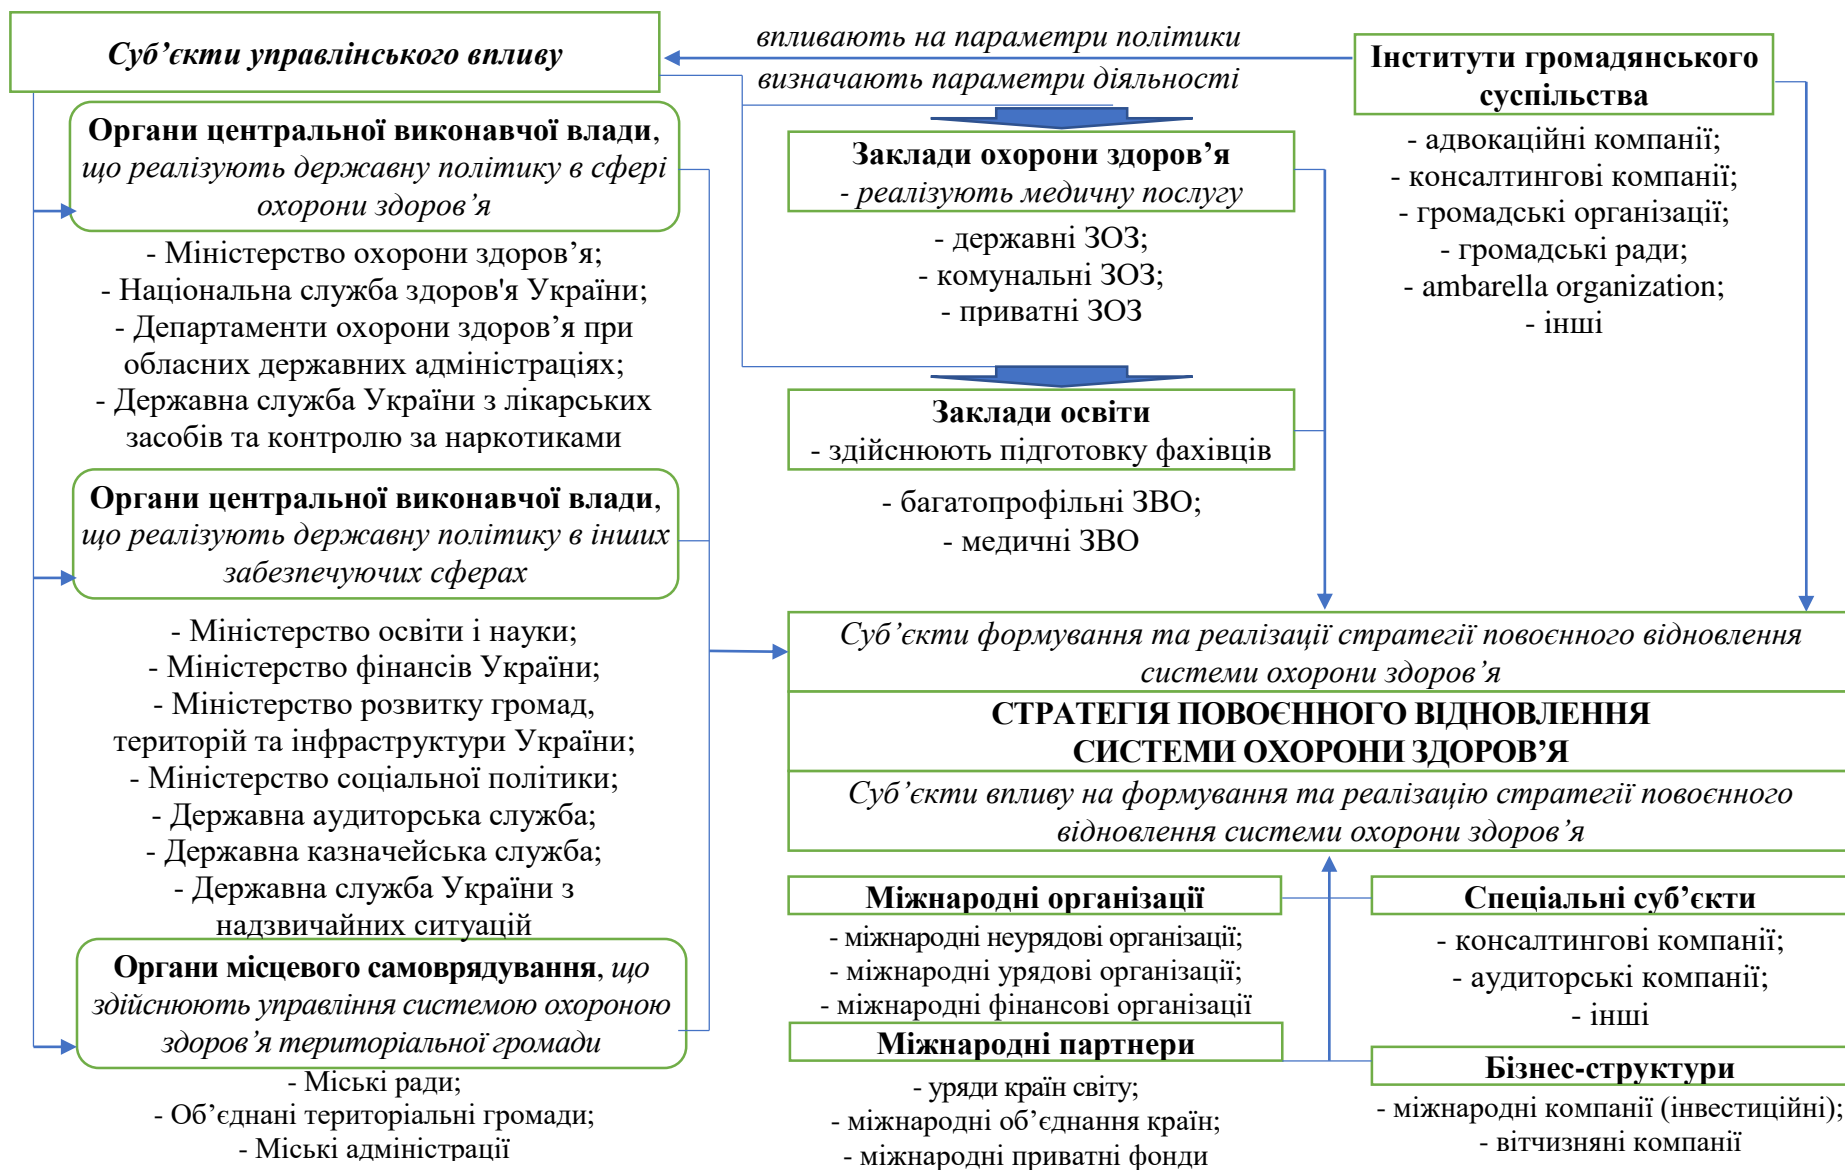 Суб’єкти управлінського впливу
Органи центральної виконавчої влади,
що реалізують державну політику в сфері
охорони здоров’я
- Міністерство охорони здоров’я;
- Національна служба здоров'я України;
- Департаменти охорони здоров’я при
обласних державних адміністраціях;
- Державна служба України з лікарських
засобів та контролю за наркотиками
Органи центральної виконавчої влади,
що реалізують державну політику в інших
забезпечуючих сферах
- Міністерство освіти і науки;
- Міністерство фінансів України;
- Міністерство розвитку громад,
територій та інфраструктури України;
- Міністерство соціальної політики;
- Державна аудиторська служба;
- Державна казначейська служба;
- Державна служба України з
надзвичайних ситуацій
Органи місцевого самоврядування, що
здійснюють управління системою охороною
здоров’я територіальної громади
- Міські ради;
- Об’єднані територіальні громади;
- Міські адміністрації
впливають на параметри політики
визначають параметри діяльності
Заклади охорони здоров’я
- реалізують медичну послугу
- державні ЗОЗ;
- комунальні ЗОЗ;
- приватні ЗОЗ
Заклади освіти
- здійснюють підготовку фахівців
- багатопрофільні ЗВО;
- медичні ЗВО
Інститути громадянського
суспільства
- адвокаційні компанії;
- консалтингові компанії;
- громадські організації;
- громадські ради;
- ambarella organization;
- інші
Суб’єкти формування та реалізації стратегії повоєнного відновлення
системи охорони здоров’я
СТРАТЕГІЯ ПОВОЄННОГО ВІДНОВЛЕННЯ
СИСТЕМИ ОХОРОНИ ЗДОРОВ’Я
Суб’єкти впливу на формування та реалізацію стратегії повоєнного
відновлення системи охорони здоров’я
Міжнародні організації
- міжнародні неурядові організації;
- міжнародні урядові організації;
- міжнародні фінансові організації
Міжнародні партнери
- уряди країн світу;
- міжнародні об’єднання країн;
- міжнародні приватні фонди
Спеціальні суб’єкти
- консалтингові компанії;
- аудиторські компанії;
- інші
Бізнес-структури
- міжнародні компанії (інвестиційні);
- вітчизняні компанії